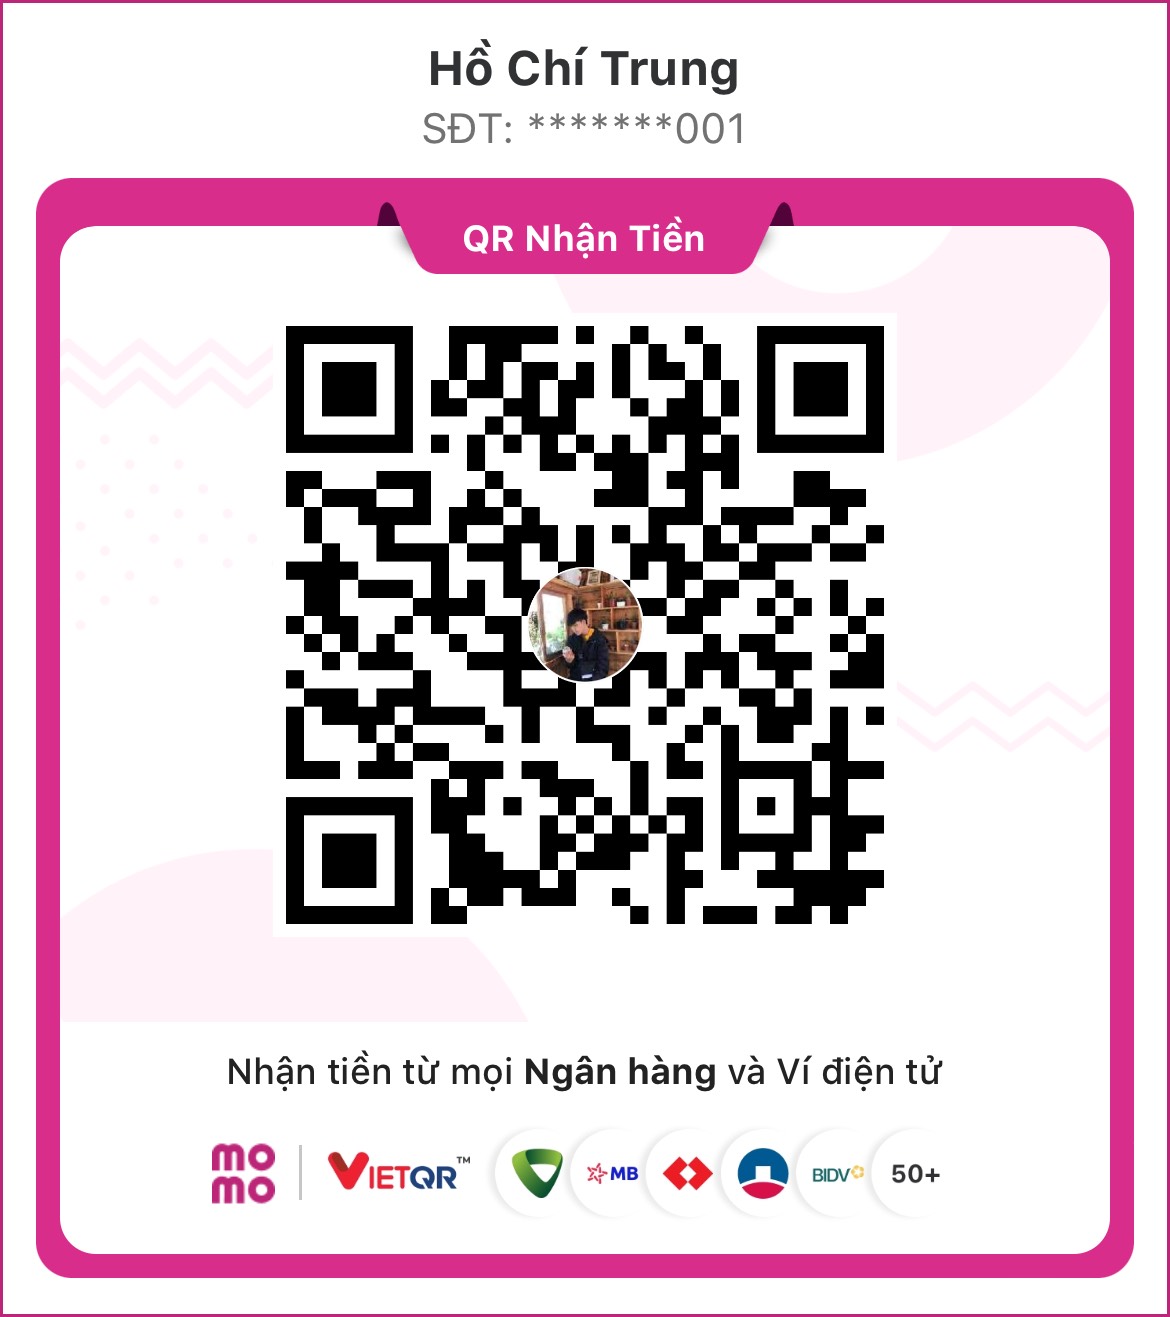 Hồ Chí Trung
SĐT: *******001
QR Nhận Tiền
Nhận tiền từ mọi Ngân hàng và Ví điện tử
mo mo VIETQR™ MB BIDV 50+